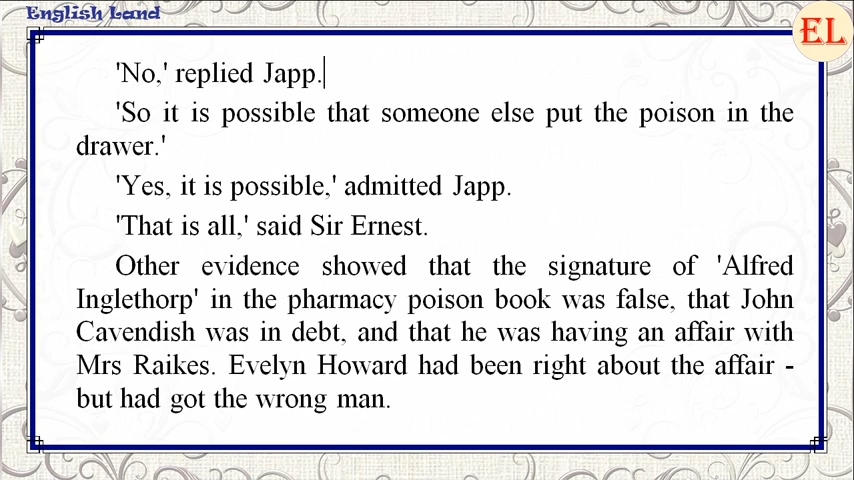 English Land
EL
'No,' replied Japp.
'So it is possible that someone else put the poison in the
drawer.'
'Yes, it is possible,' admitted Japp.
'That is all,' said Sir Ernest.
Other evidence showed that the signature of 'Alfred
Inglethorp' in the pharmacy poison book was false, that John
Cavendish was in debt, and that he was having an affair with
Mrs Raikes. Evelyn Howard had been right about the affair -
but had got the wrong man.